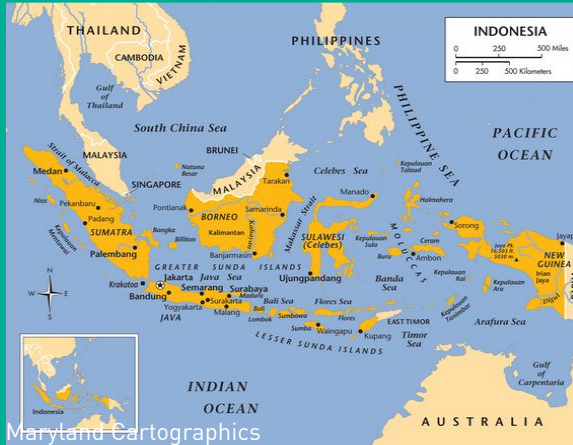 THAILAND
CAMBODIA
VIETNAM
Gulf
of
Thailand
PHILIPPINES
INDONESIA
0 250 500 Miles
0 250 500 Kilometers
South China Sea
PHILIPPINE SEA
PACIFIC
OCEAN
BRUNEI
MALAYSIA
MALAYSIA
Strait of Malacca
SINGAPORE
Natuna
Besar
Celebes Sea
Kepulauan
Talaud
Medan
Nias
Pekanbaru
Padang
SUMATRA
Kepulauan
Mentawai
Palembang
Bangka
Billiton
Pontianak
BORNEO
Kalimantan
Tarakan
Samarinda
Banjarmasin
Makassar Strait
Manado
SULAWESI
(Celebes)
Ujungpandang
Kepulauan
Sula
Halmahera
MOLUCCAS
Buru
Ceram
Ambon
Sorong
Jaya Pk.
16,503 ft.
5030 m
NEW
GUINEA
Irian
Jaya
Digul
Kepulauan
Kai
Kepulauan
Aru
Kepulauan
Tanimbar
Banda
Sea
GREATER SUNDA ISLANDS
Java Sea
Krakatoa
Jakarta
Bandung
Semarang
Surabaya
Madura
Yogyakarta
Surakarta
Malang
JAVA
Bali
Bali Sea
Lombok
Sumbawa
Flores Sea
Flores
Sumba
Waingapu
Kupang
EAST TIMOR
Timor
Sea
LESSER SUNDA ISLANDS
Arafura Sea
Gulf
of
Carpentaria
N
W E
S
INDIAN
OCEAN
AUSTRALIA
Indonesia
Maryland Cartographics